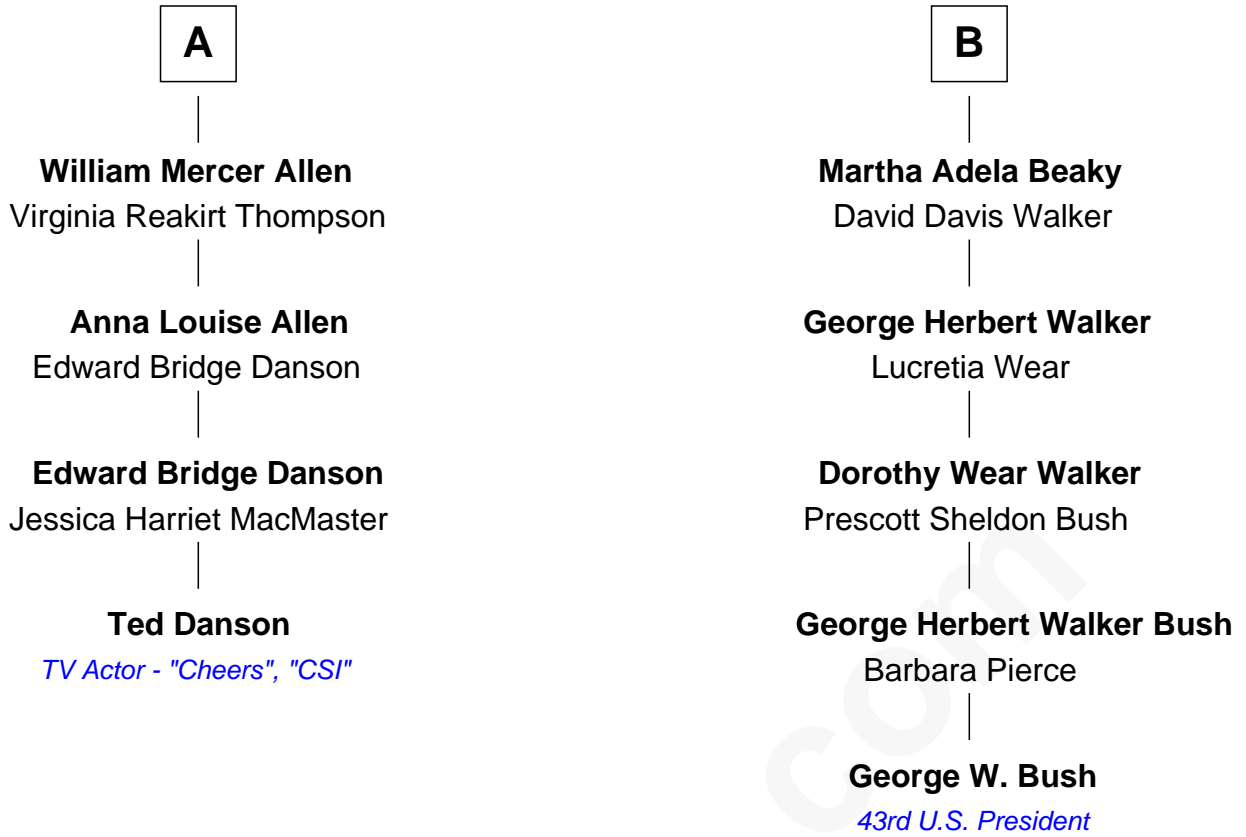 A
William Mercer Allen
Virginia Reakirt Thompson
Anna Louise Allen
Edward Bridge Danson
Edward Bridge Danson
Jessica Harriet MacMaster
Ted Danson
TV Actor - "Cheers", "CSI"
B
Martha Adela Beaky
David Davis Walker
George Herbert Walker
Lucretia Wear
Dorothy Wear Walker
Prescott Sheldon Bush
George Herbert Walker Bush
Barbara Pierce
George W. Bush
43rd U.S. President
com